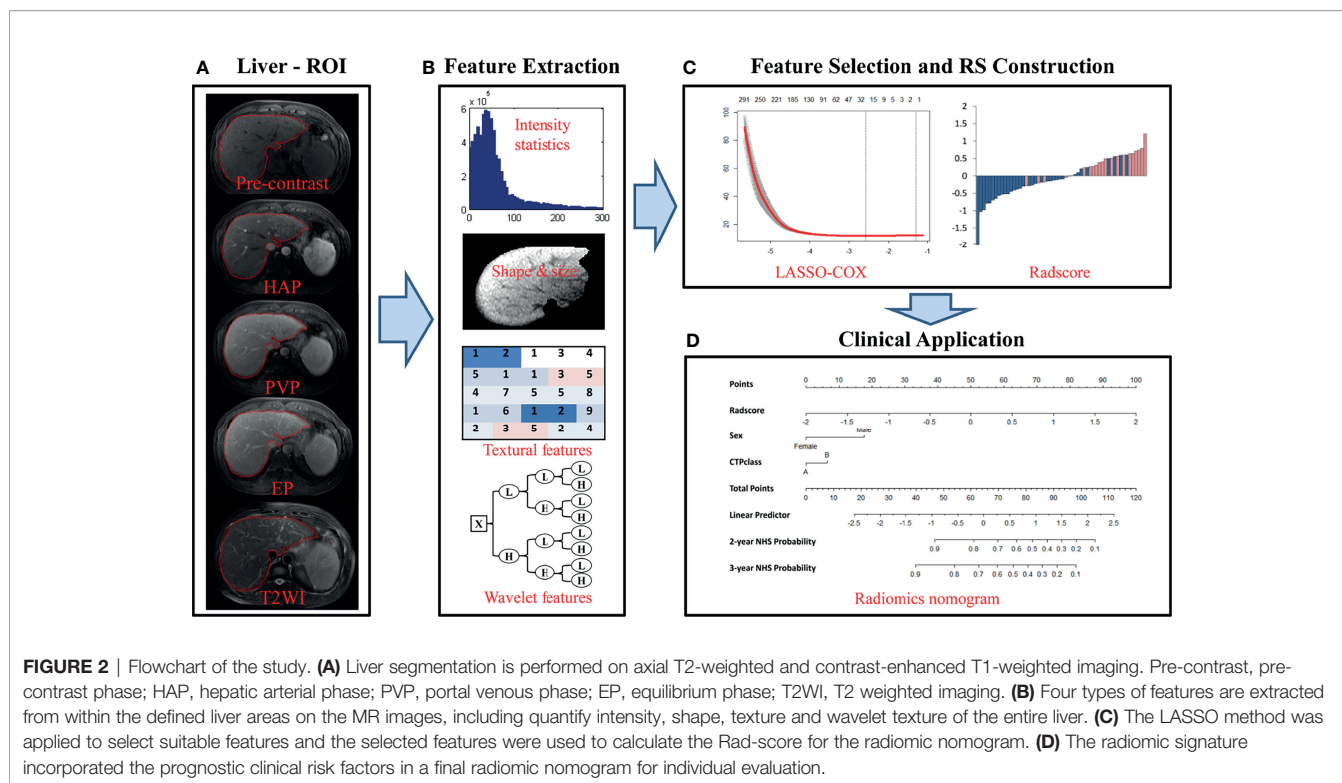 A Liver - ROI
Pre-contrast
HAP
PVP
EP
T2WI
B Feature Extraction
x 10^5
6
4
2
0
0 100 200 300
Intensity
statistics
Shape & size
1 2 1 3 4
5 1 1 3 5
4 7 5 5 8
1 6 1 2 9
2 3 5 2 4
Textural features
X
L
H
L
H
L
H
L
H
L
H
L
H
L
H
Wavelet features
C Feature Selection and RS Construction
291 250 221 185 130 91 62 47 32 15 9 5 3 2 1
100
80
60
40
20
-5 -4 -3 -2 -1
LASSO-COX
2
1.5
1
0.5
0
-0.5
-1
-1.5
-2
Radscore
D Clinical Application
Points 0 10 20 30 40 50 60 70 80 90 100
Radscore -2 -1.5 -1 -0.5 0 0.5 1 1.5 2
Sex Female Male
CTPclass A B
Total Points 0 10 20 30 40 50 60 70 80 90 100 110 120
Linear Predictor -2.5 -2 -1.5 -1 -0.5 0 0.5 1 1.5 2 2.5
2-year NHS Probability 0.9 0.8 0.7 0.6 0.5 0.4 0.3 0.2 0.1
3-year NHS Probability 0.9 0.8 0.7 0.6 0.5 0.4 0.3 0.2 0.1
Radiomics nomogram
FIGURE 2 | Flowchart of the study. (A) Liver segmentation is performed on axial T2-weighted and contrast-enhanced T1-weighted imaging. Pre-contrast, pre-
contrast phase; HAP, hepatic arterial phase; PVP, portal venous phase; EP, equilibrium phase; T2WI, T2 weighted imaging. (B) Four types of features are extracted
from within the defined liver areas on the MR images, including quantify intensity, shape, texture and wavelet texture of the entire liver. (C) The LASSO method was
applied to select suitable features and the selected features were used to calculate the Rad-score for the radiomic nomogram. (D) The radiomic signature
incorporated the prognostic clinical risk factors in a final radiomic nomogram for individual evaluation.